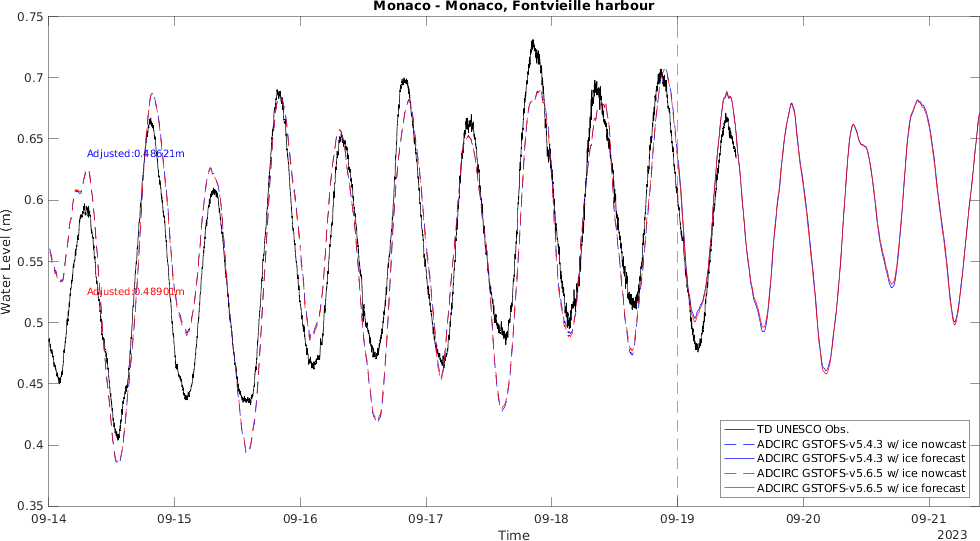 Monaco - Monaco, Fontvieille harbour
0.75
0.7
0.65
0.6
0.55
0.5
0.45
0.4
0.35
Water Level (m)
Adjusted:0.48621m
Adjusted:0.48901m
TD UNESCO Obs.
ADCIRC GSTOFS-v5.4.3 w/ ice nowcast
ADCIRC GSTOFS-v5.4.3 w/ ice forecast
ADCIRC GSTOFS-v5.6.5 w/ ice nowcast
ADCIRC GSTOFS-v5.6.5 w/ ice forecast
09-14 09-15 09-16 09-17 09-18 09-19 09-20 09-21
Time
2023